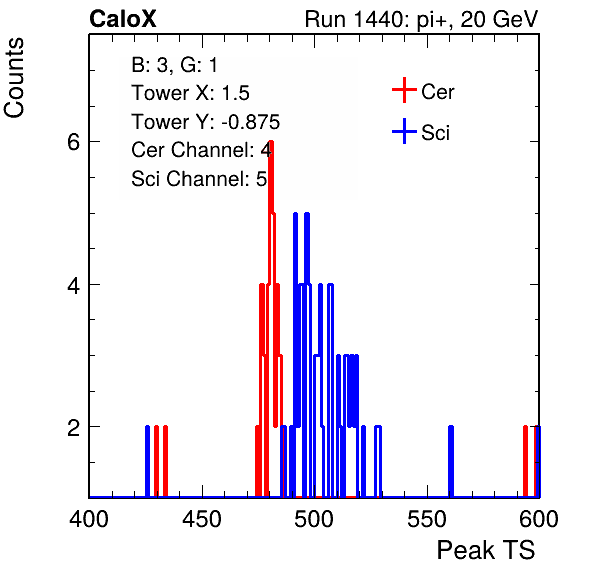 CaloX Run 1440: pi+, 20 GeV
Counts
B: 3, G: 1
Tower X: 1.5
Tower Y: -0.875
Cer Channel: 4
Sci Channel: 5
Cer
Sci
6
4
2
400 450 500 550 600
Peak TS